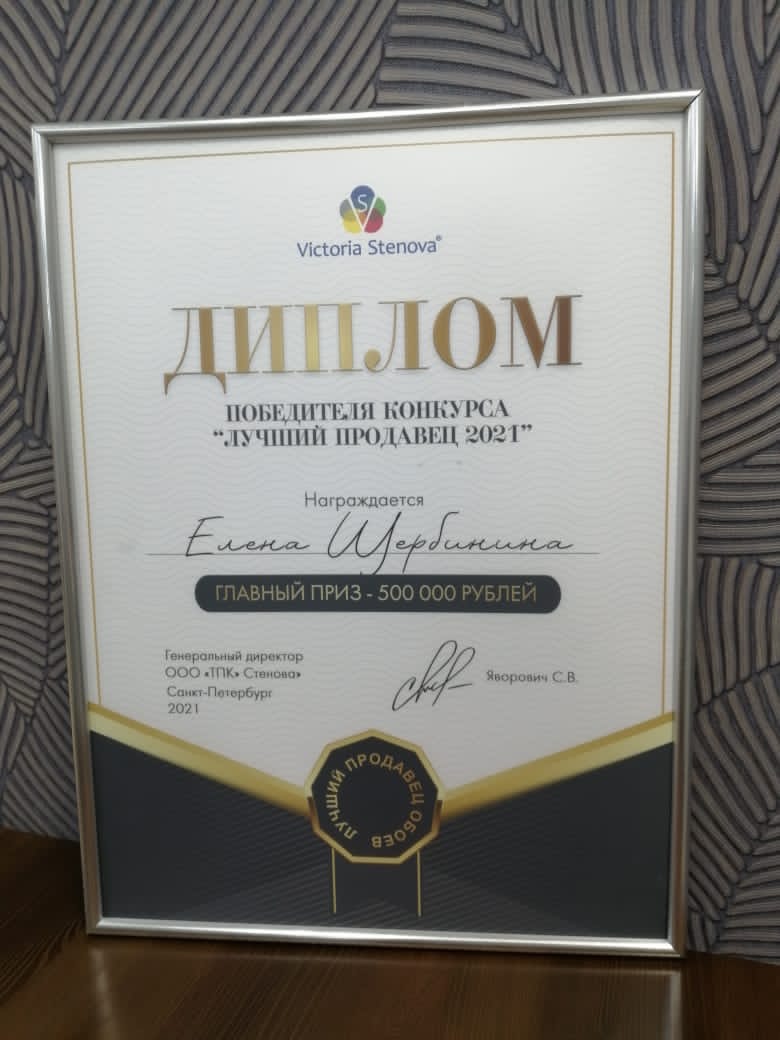 VS
Victoria Stenova®
ДИПЛОМ
ПОБЕДИТЕЛЯ КОНКУРСА
“ЛУЧШИЙ ПРОДАВЕЦ 2021”
Награждается
Елена Щербинина
ГЛАВНЫЙ ПРИЗ - 500 000 РУБЛЕЙ
Генеральный директор
ООО «ТПК» Стенова»
Санкт-Петербург
2021
Яворович С.В.
ЛУЧШИЙ ПРОДАВЕЦ ОБОЕВ